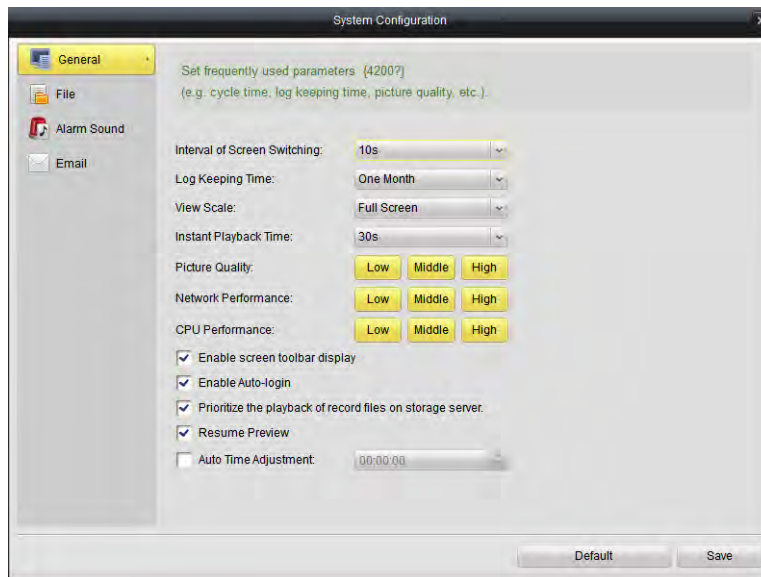 System Configuration
General
File
Alarm Sound
Email
Set frequently used parameters (4200?)
(e.g. cycle time, log keeping time, picture quality, etc.).
Interval of Screen Switching: 10s
Log Keeping Time: One Month
View Scale: Full Screen
Instant Playback Time: 30s
Picture Quality: Low Middle High
Network Performance: Low Middle High
CPU Performance: Low Middle High
Enable screen toolbar display
Enable Auto-login
Prioritize the playback of record files on storage server.
Resume Preview
Auto Time Adjustment: 00:00:00
Default Save